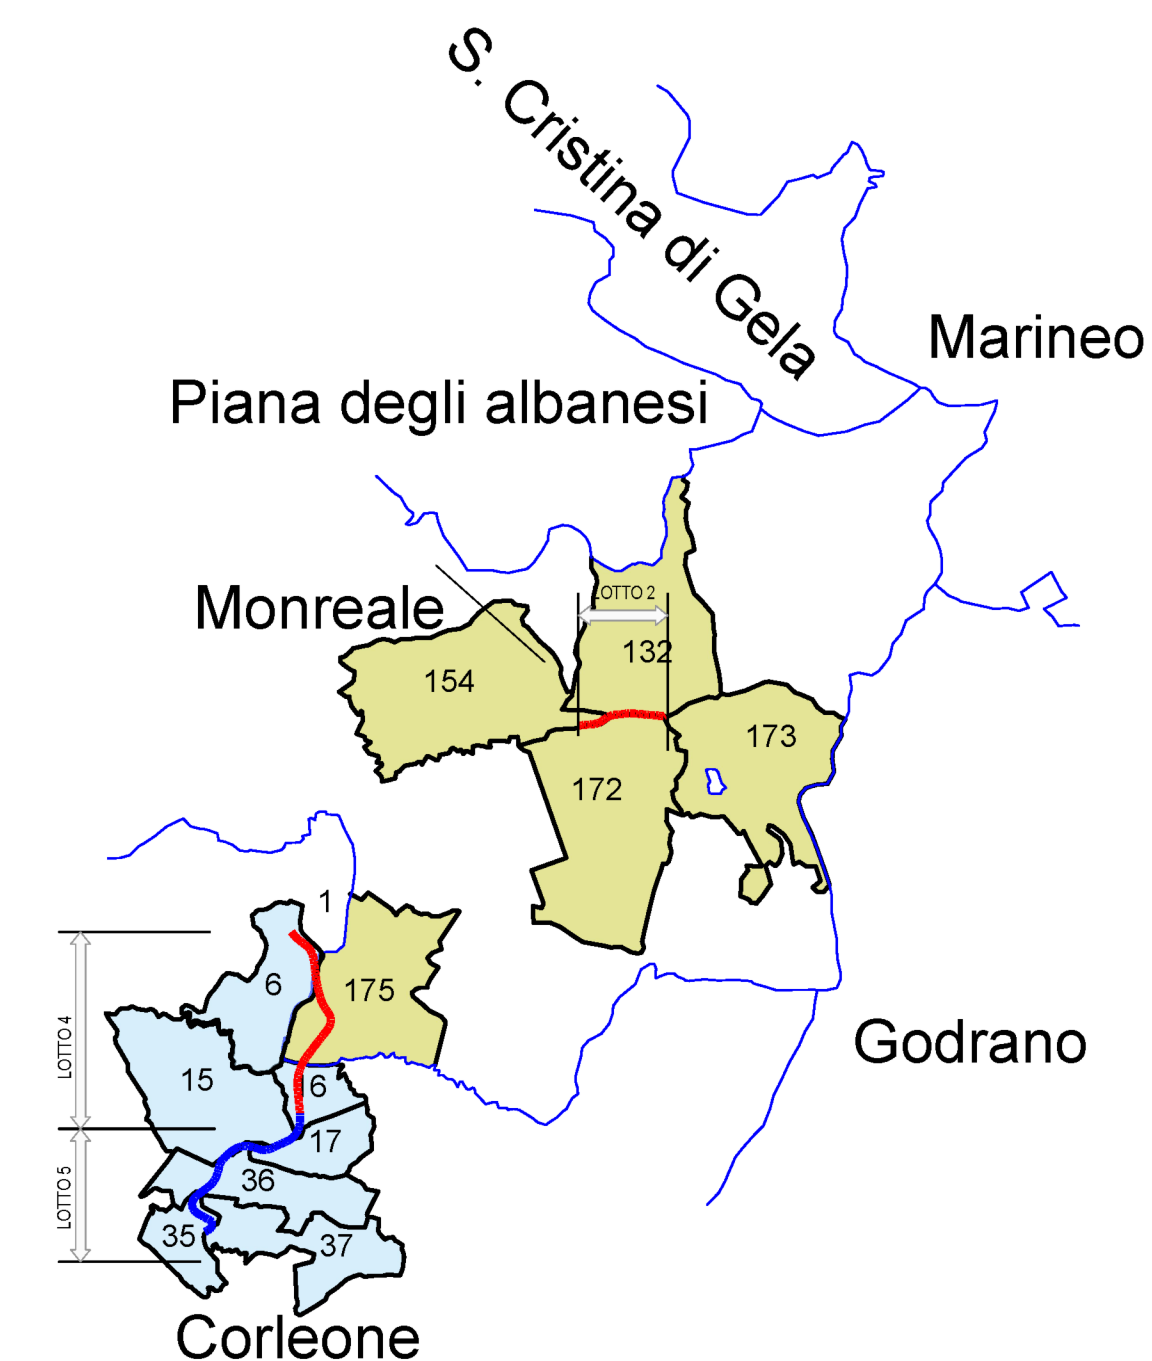 S. Cristina di Gela
Marineo
Piana degli albanesi
Monreale
LOTTO 2
132
154
173
172
1
6
175
LOTTO 4
15
6
17
36
LOTTO 5
35
37
Godrano
Corleone